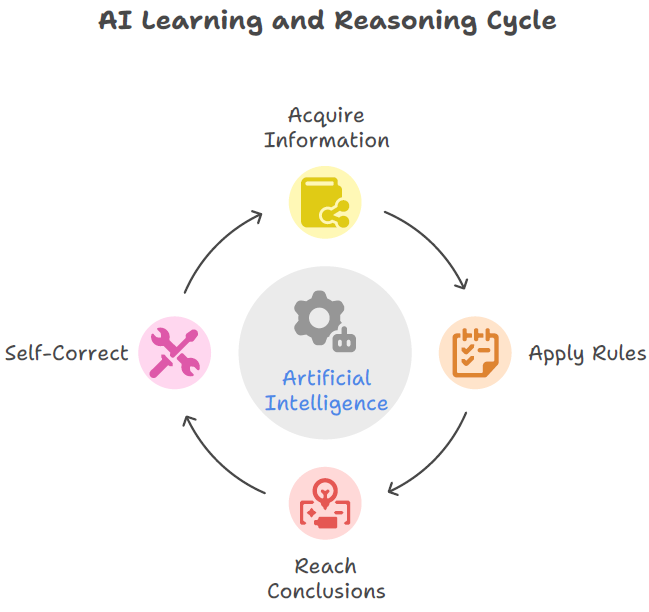 AI Learning and Reasoning Cycle
Acquire
Information
Self-Correct
Apply Rules
Artificial
Intelligence
Reach
Conclusions